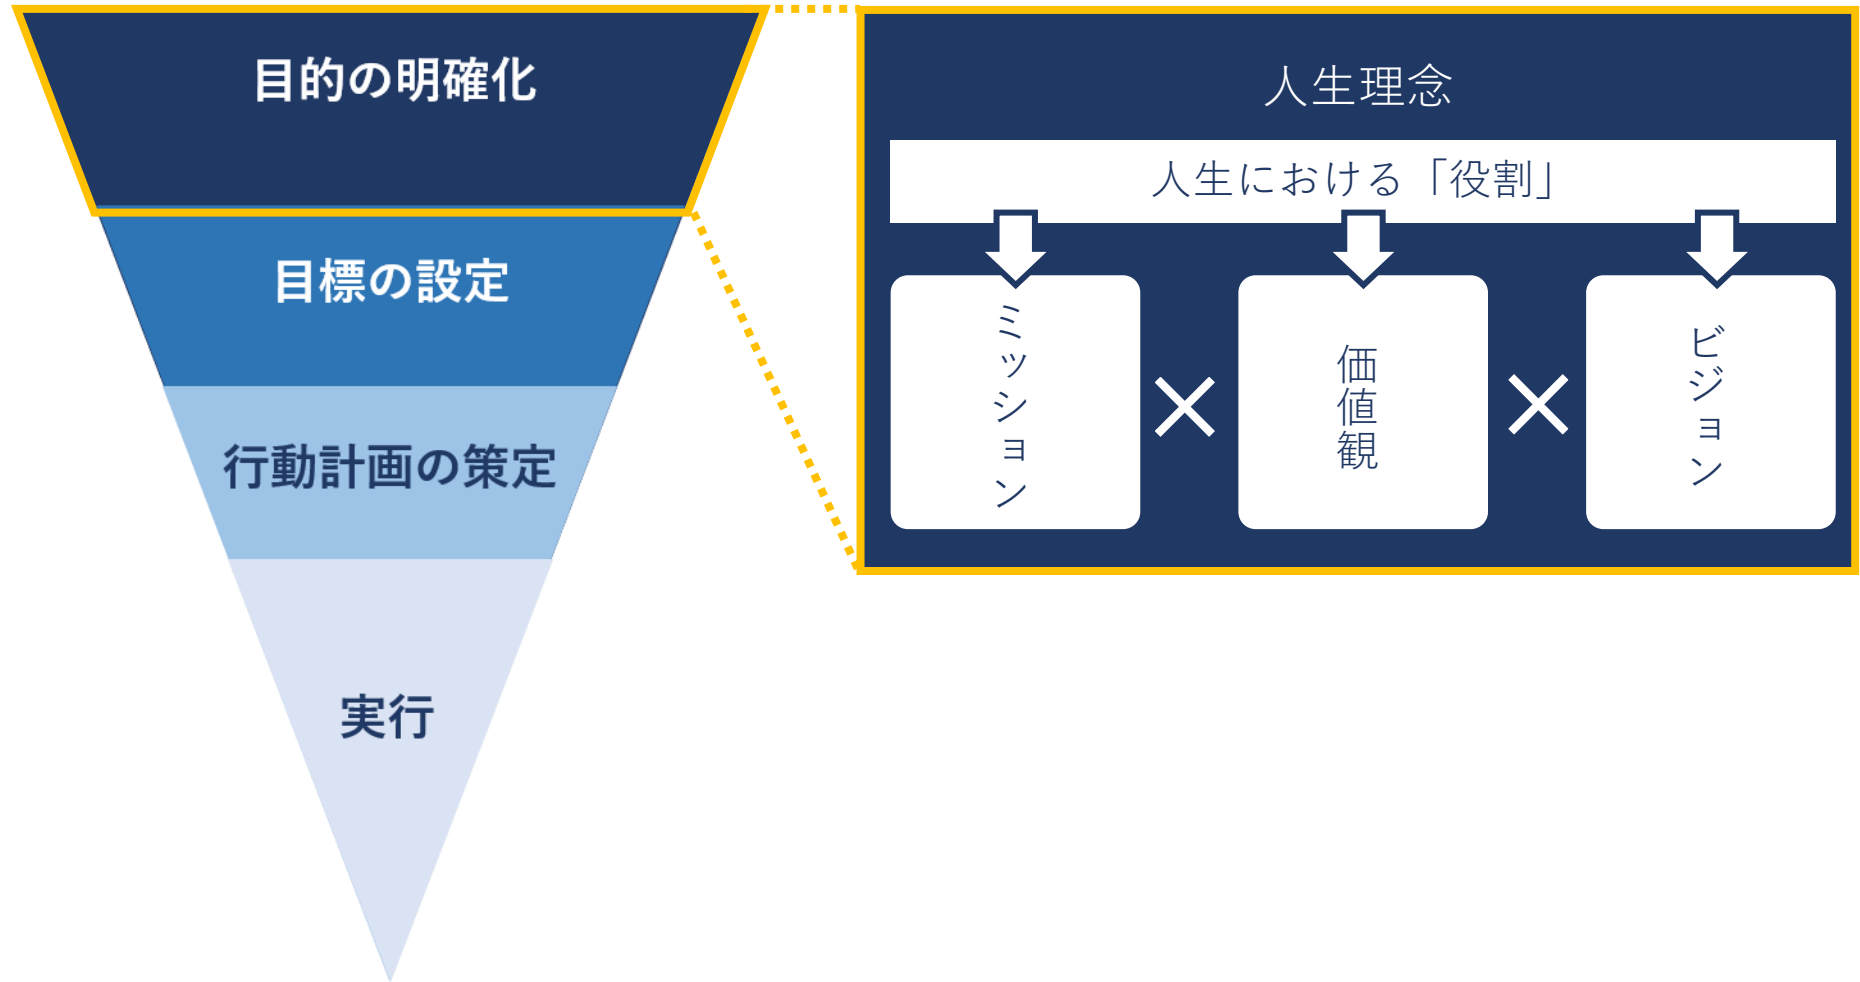 目的の明確化
目標の設定
行動計画の策定
実行
人生理念
人生における「役割」
ミッション
×
価値観
×
ビジョン